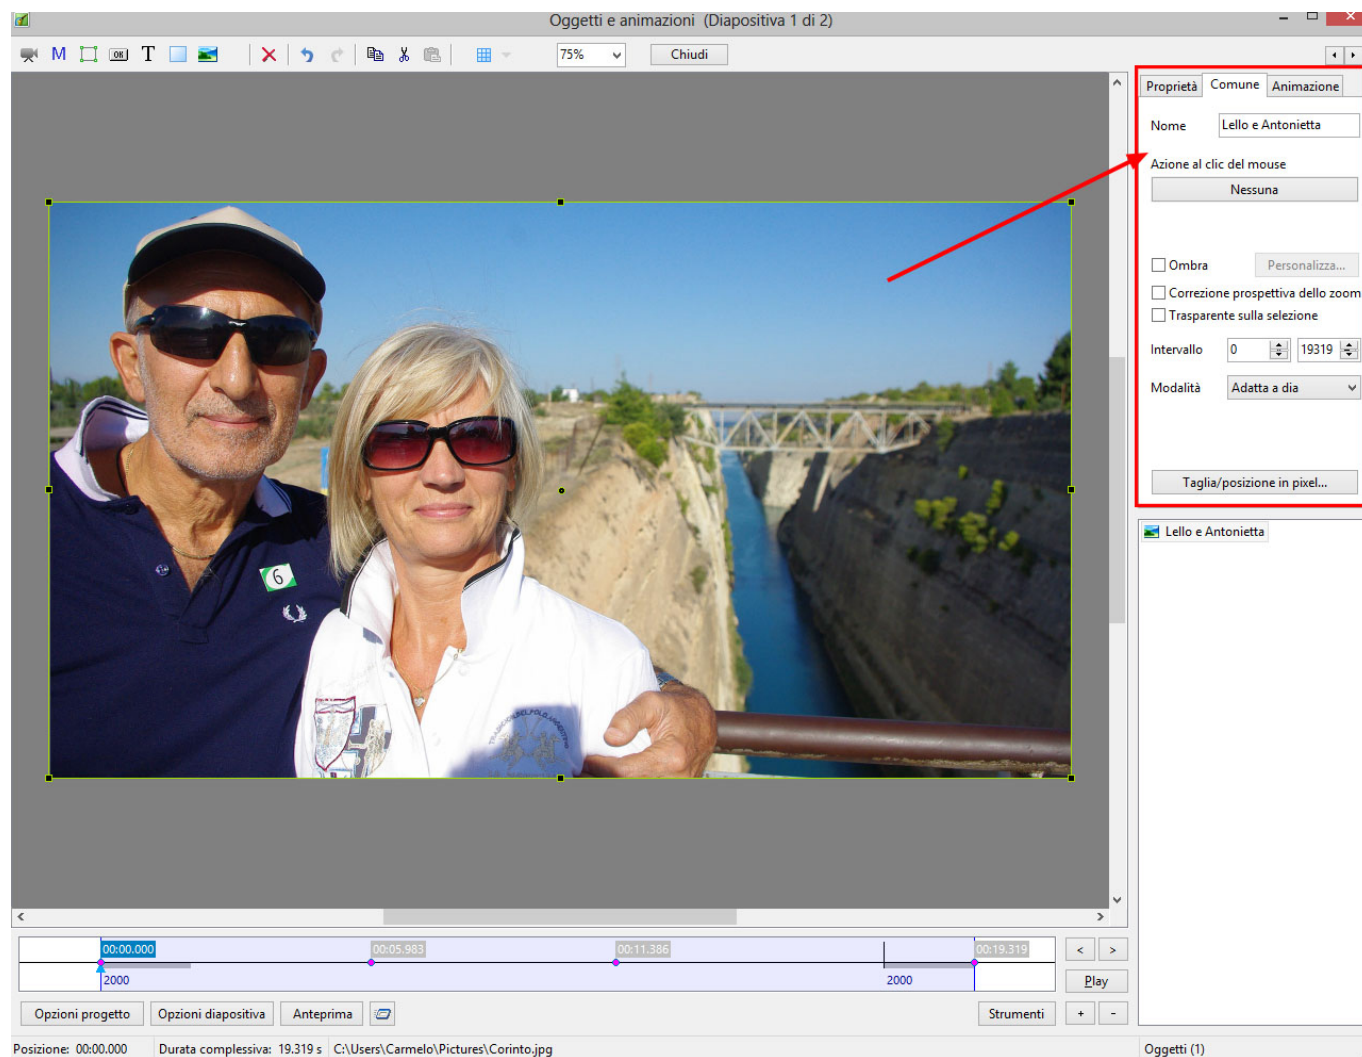 Oggetti e animazioni (Diapositiva 1 di 2)
M OK T 75% Chiudi
Proprietà Comune Animazione
Nome Lello e Antonietta
Azione al clic del mouse
Nessuna
Ombra Personalizza...
Correzione prospettiva dello zoom
Trasparente sulla selezione
Intervallo 0 19319
Modalità Adatta a dia
Taglia/posizione in pixel...
Lello e Antonietta
6
00:00.000 00:05.983 00:11.386 00:19.319
2000 2000
< >
Play
Opzioni progetto Opzioni diapositiva Anteprima Strumenti + -
Posizione: 00:00.000 Durata complessiva: 19.319 s C:\Users\Carmelo\Pictures\Corinto.jpg Oggetti (1)